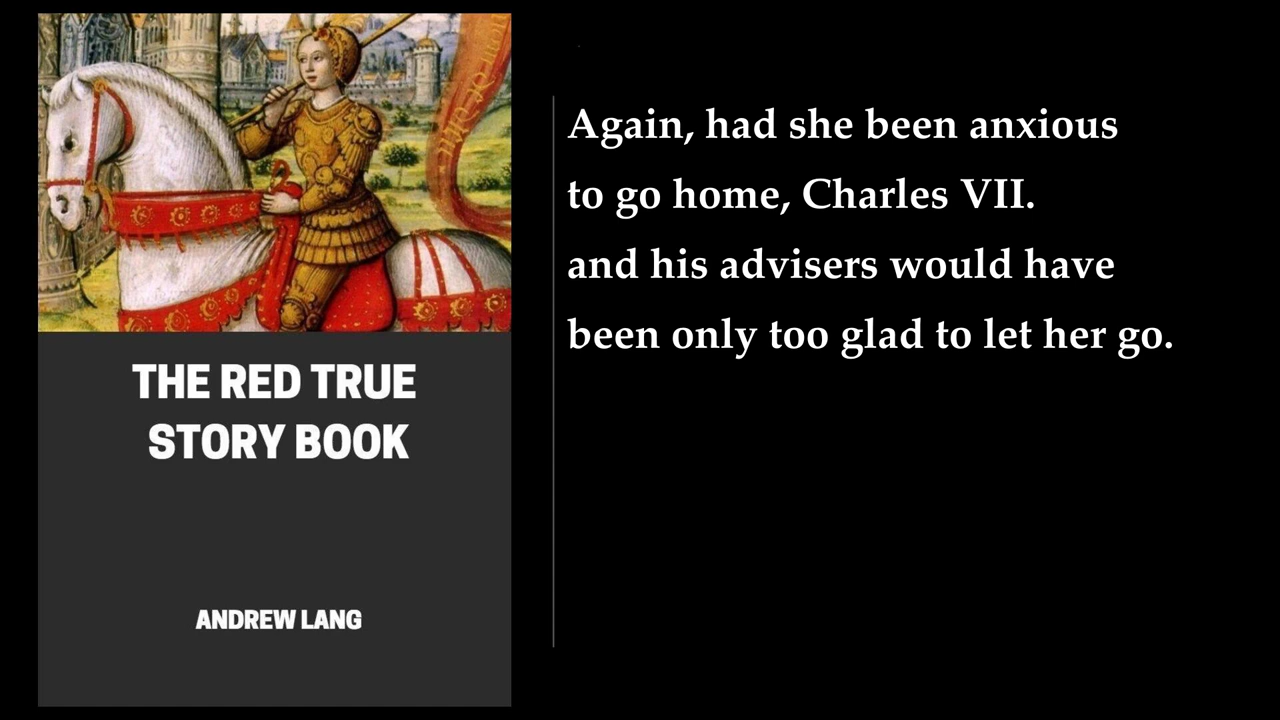 THE RED TRUE
STORY BOOK
ANDREW LANG
Again, had she been anxious
to go home, Charles VII.
and his advisers would have
been only too glad to let her go.